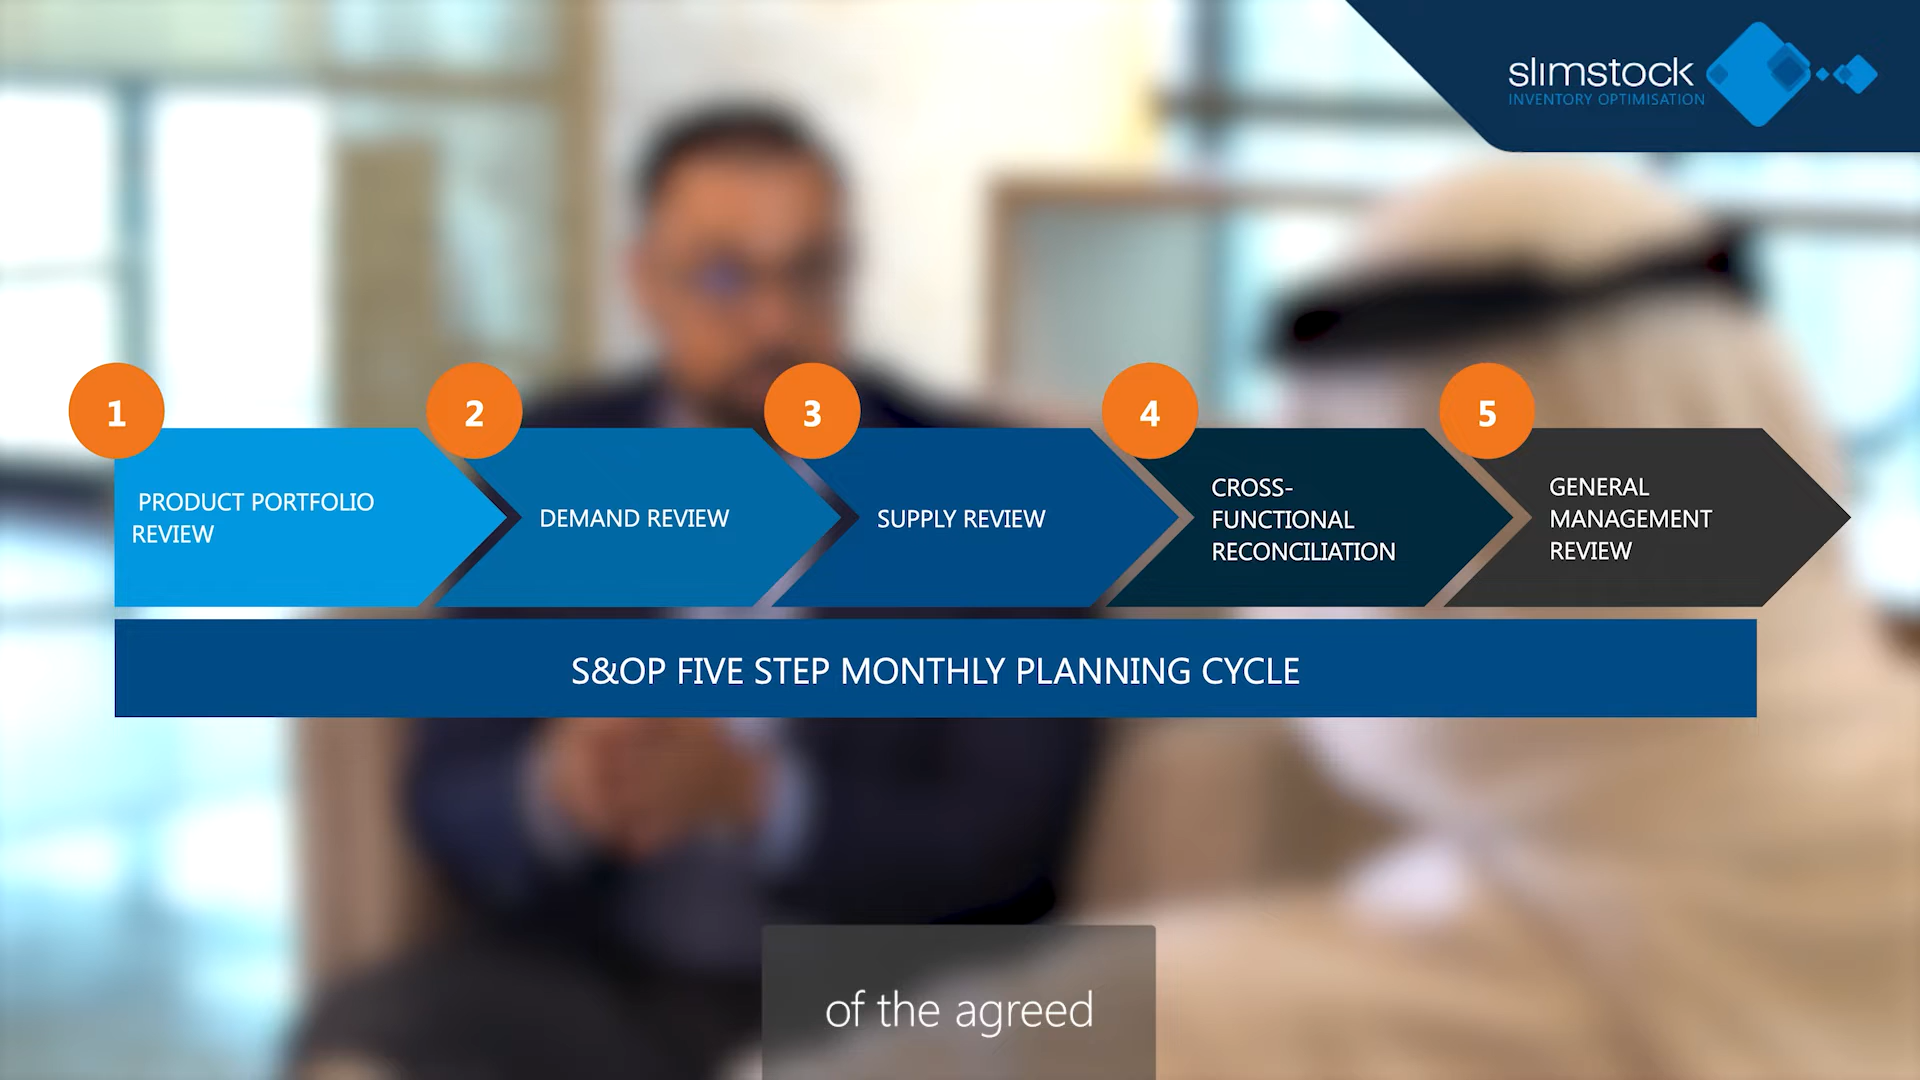 slimstock
INVENTORY OPTIMISATION
1
2
3
4
5
PRODUCT PORTFOLIO
REVIEW
DEMAND REVIEW
SUPPLY REVIEW
CROSS-
FUNCTIONAL
RECONCILIATION
GENERAL
MANAGEMENT
REVIEW
S&OP FIVE STEP MONTHLY PLANNING CYCLE
of the agreed